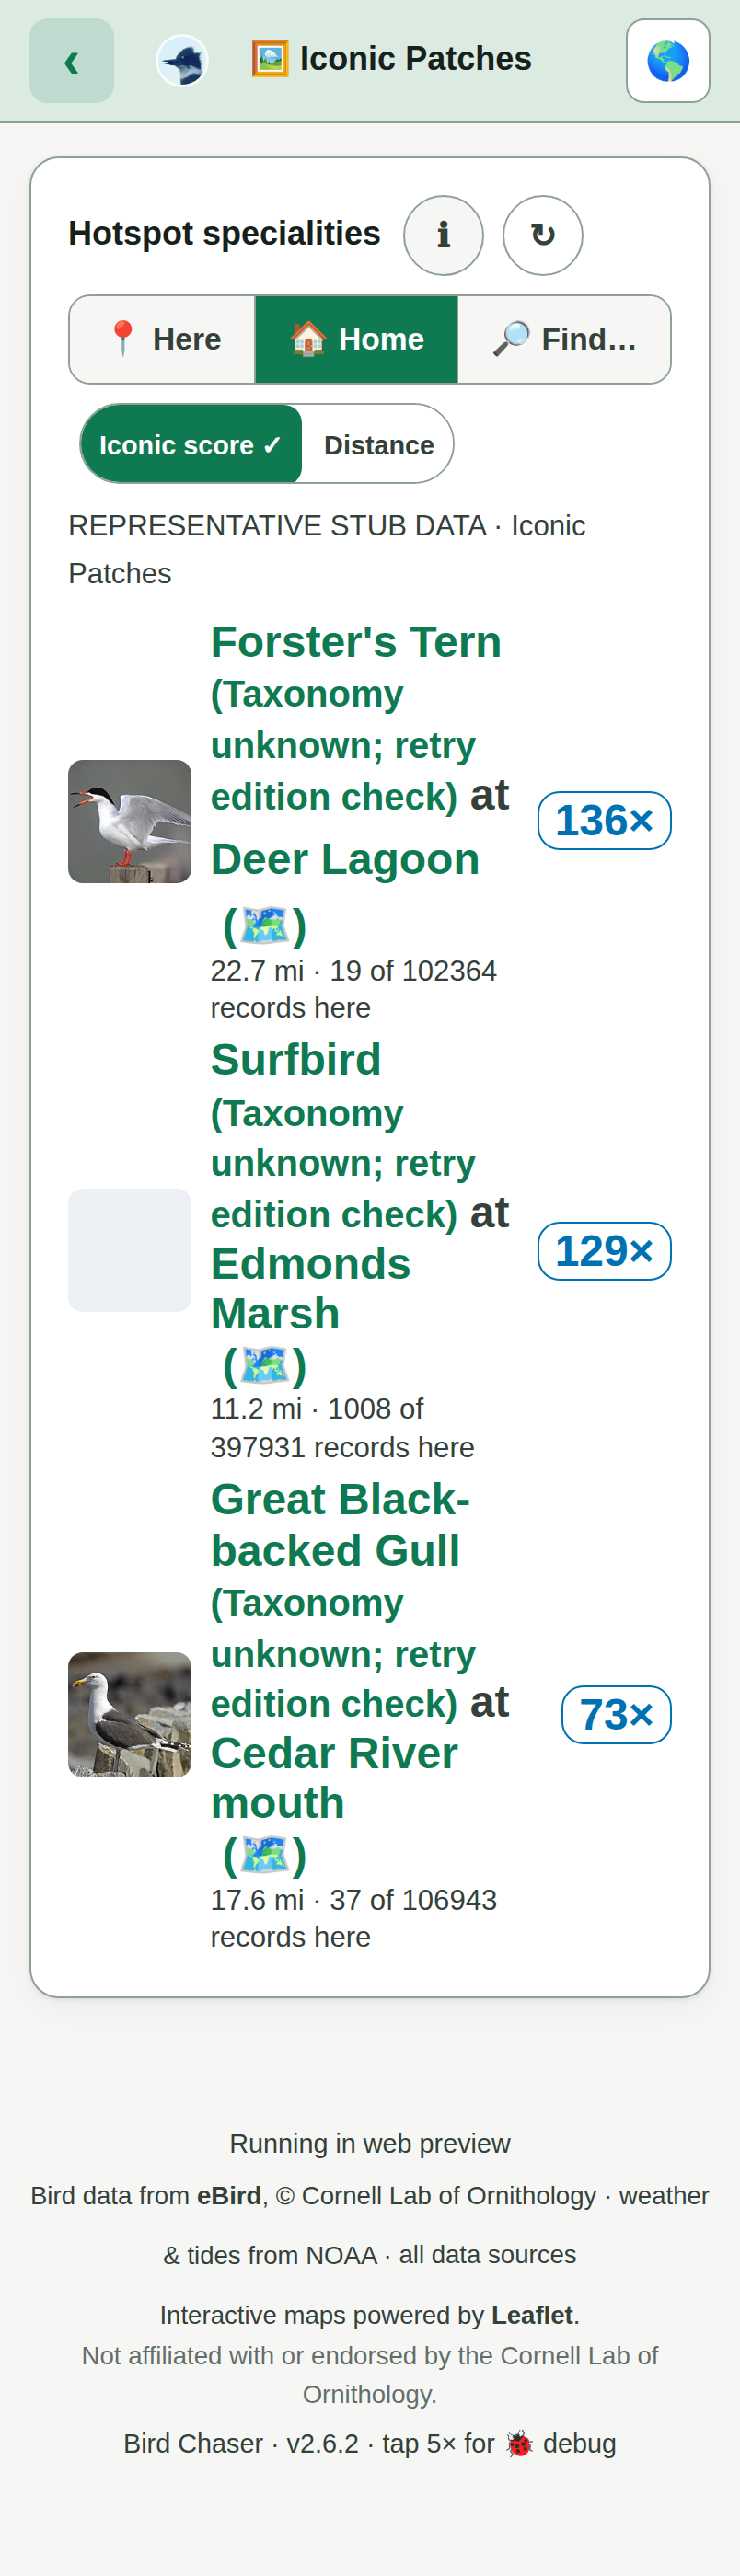 ‹ 🖼️ Iconic Patches 🌎
Hotspot specialities ℹ ↻
📍 Here 🏠 Home 🔎 Find…
Iconic score ✓ Distance
REPRESENTATIVE STUB DATA · Iconic
Patches
Forster's Tern
(Taxonomy
unknown; retry
edition check) at
Deer Lagoon
(🗺️)
22.7 mi · 19 of 102364
records here
136×
Surfbird
(Taxonomy
unknown; retry
edition check) at
Edmonds
Marsh
(🗺️)
11.2 mi · 1008 of
397931 records here
129×
Great Black-
backed Gull
(Taxonomy
unknown; retry
edition check) at
Cedar River
mouth
(🗺️)
17.6 mi · 37 of 106943
records here
73×
Running in web preview
Bird data from eBird, © Cornell Lab of Ornithology · weather
& tides from NOAA · all data sources
Interactive maps powered by Leaflet.
Not affiliated with or endorsed by the Cornell Lab of
Ornithology.
Bird Chaser · v2.6.2 · tap 5× for 🐞 debug